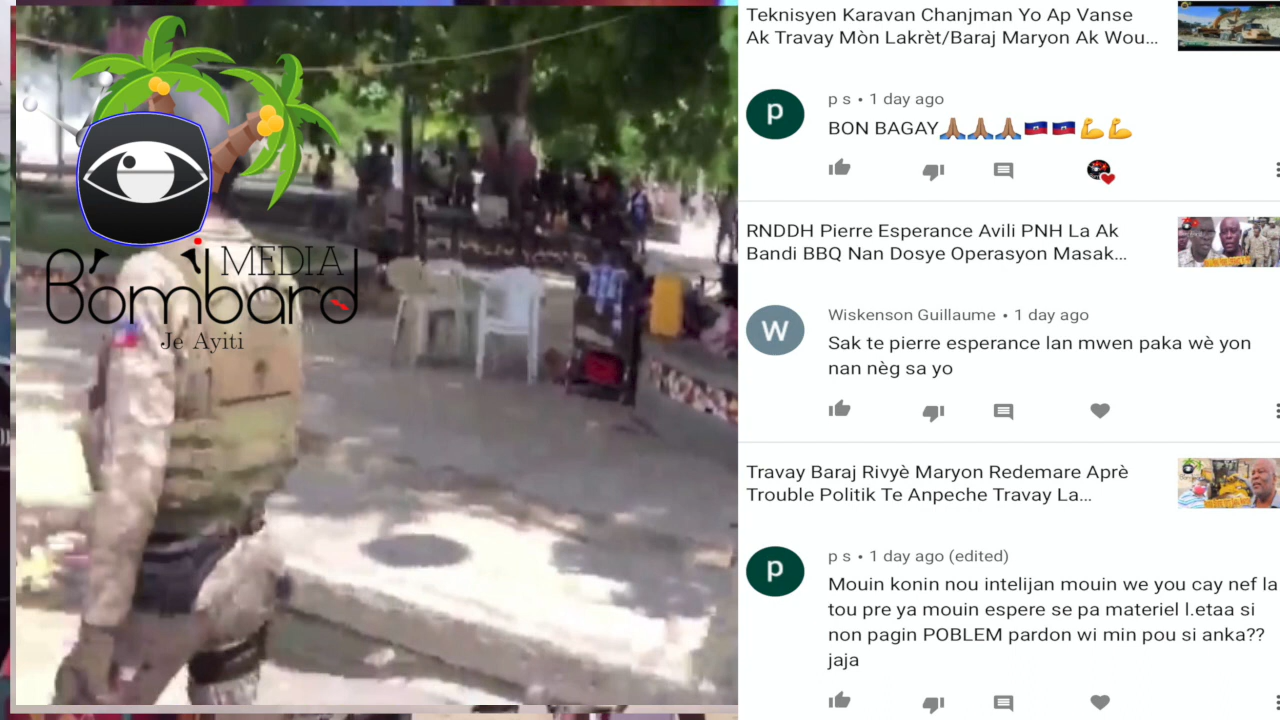 MEDIA
Bombard
Je Ayiti
Teknisyen Karavan Chanjman Yo Ap Vanse
Ak Travay Mòn Lakrèt/Baraj Maryon Ak Wou...
p
p s • 1 day ago
BON BAGAY🙏🏽🙏🏽🙏🏽🇭🇹🇭🇹💪💪
RNDDH Pierre Esperance Avili PNH La Ak
Bandi BBQ Nan Dosye Operasyon Masak...
W
Wiskenson Guillaume • 1 day ago
Sak te pierre esperance lan mwen paka wè yon
nan nèg sa yo
Travay Baraj Rivyè Maryon Redemare Aprè
Trouble Politik Te Anpeche Travay La...
p
p s • 1 day ago (edited)
Mouin konin nou intelijan mouin we you cay nef la
tou pre ya mouin espere se pa materiel l.etaa si
non pagin POBLEM pardon wi min pou si anka??
jaja